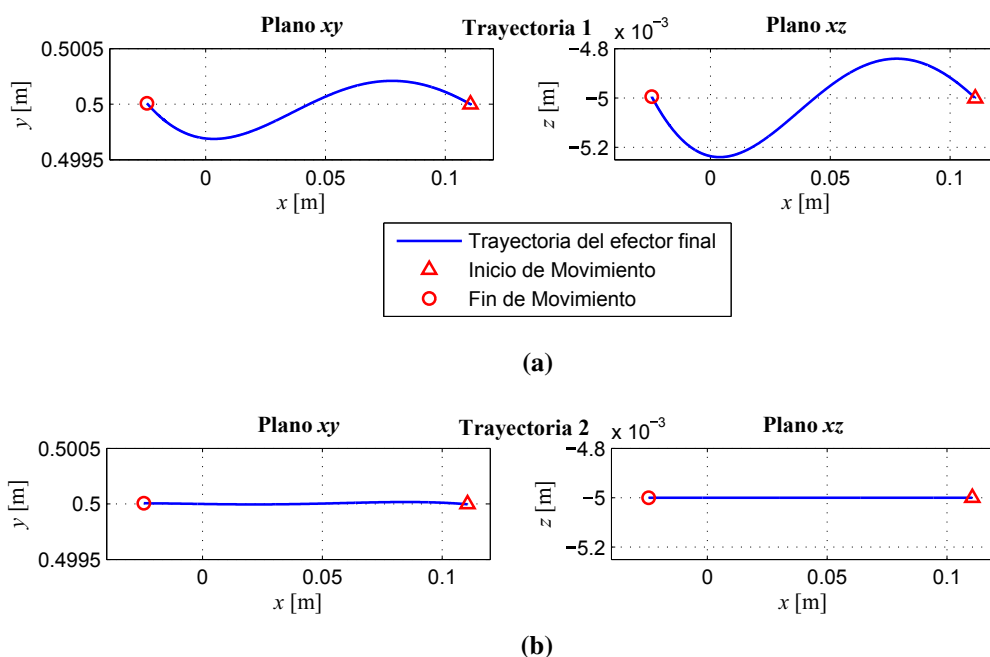 Trayectoria 1
Plano xy
Plano xz
x 10⁻³
0.5005
0.5
0.4995
y [m]
0
0.05
0.1
x [m]
−4.8
−5
−5.2
z [m]
0
0.05
0.1
x [m]
Trayectoria del efector final
Inicio de Movimiento
Fin de Movimiento
(a)
Trayectoria 2
Plano xy
Plano xz
x 10⁻³
0.5005
0.5
0.4995
y [m]
0
0.05
0.1
x [m]
−4.8
−5
−5.2
z [m]
0
0.05
0.1
x [m]
(b)